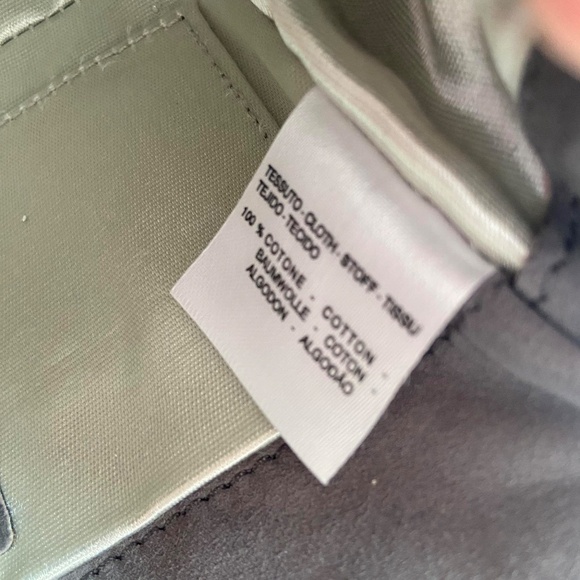 TESSUTO - CLOTH - STOFF - TISSU/
TEJIDO - TECIDO
100 % COTONE - COTTON -
BAUMWOLLE - COTON -
ALGODON - ALGODÃO